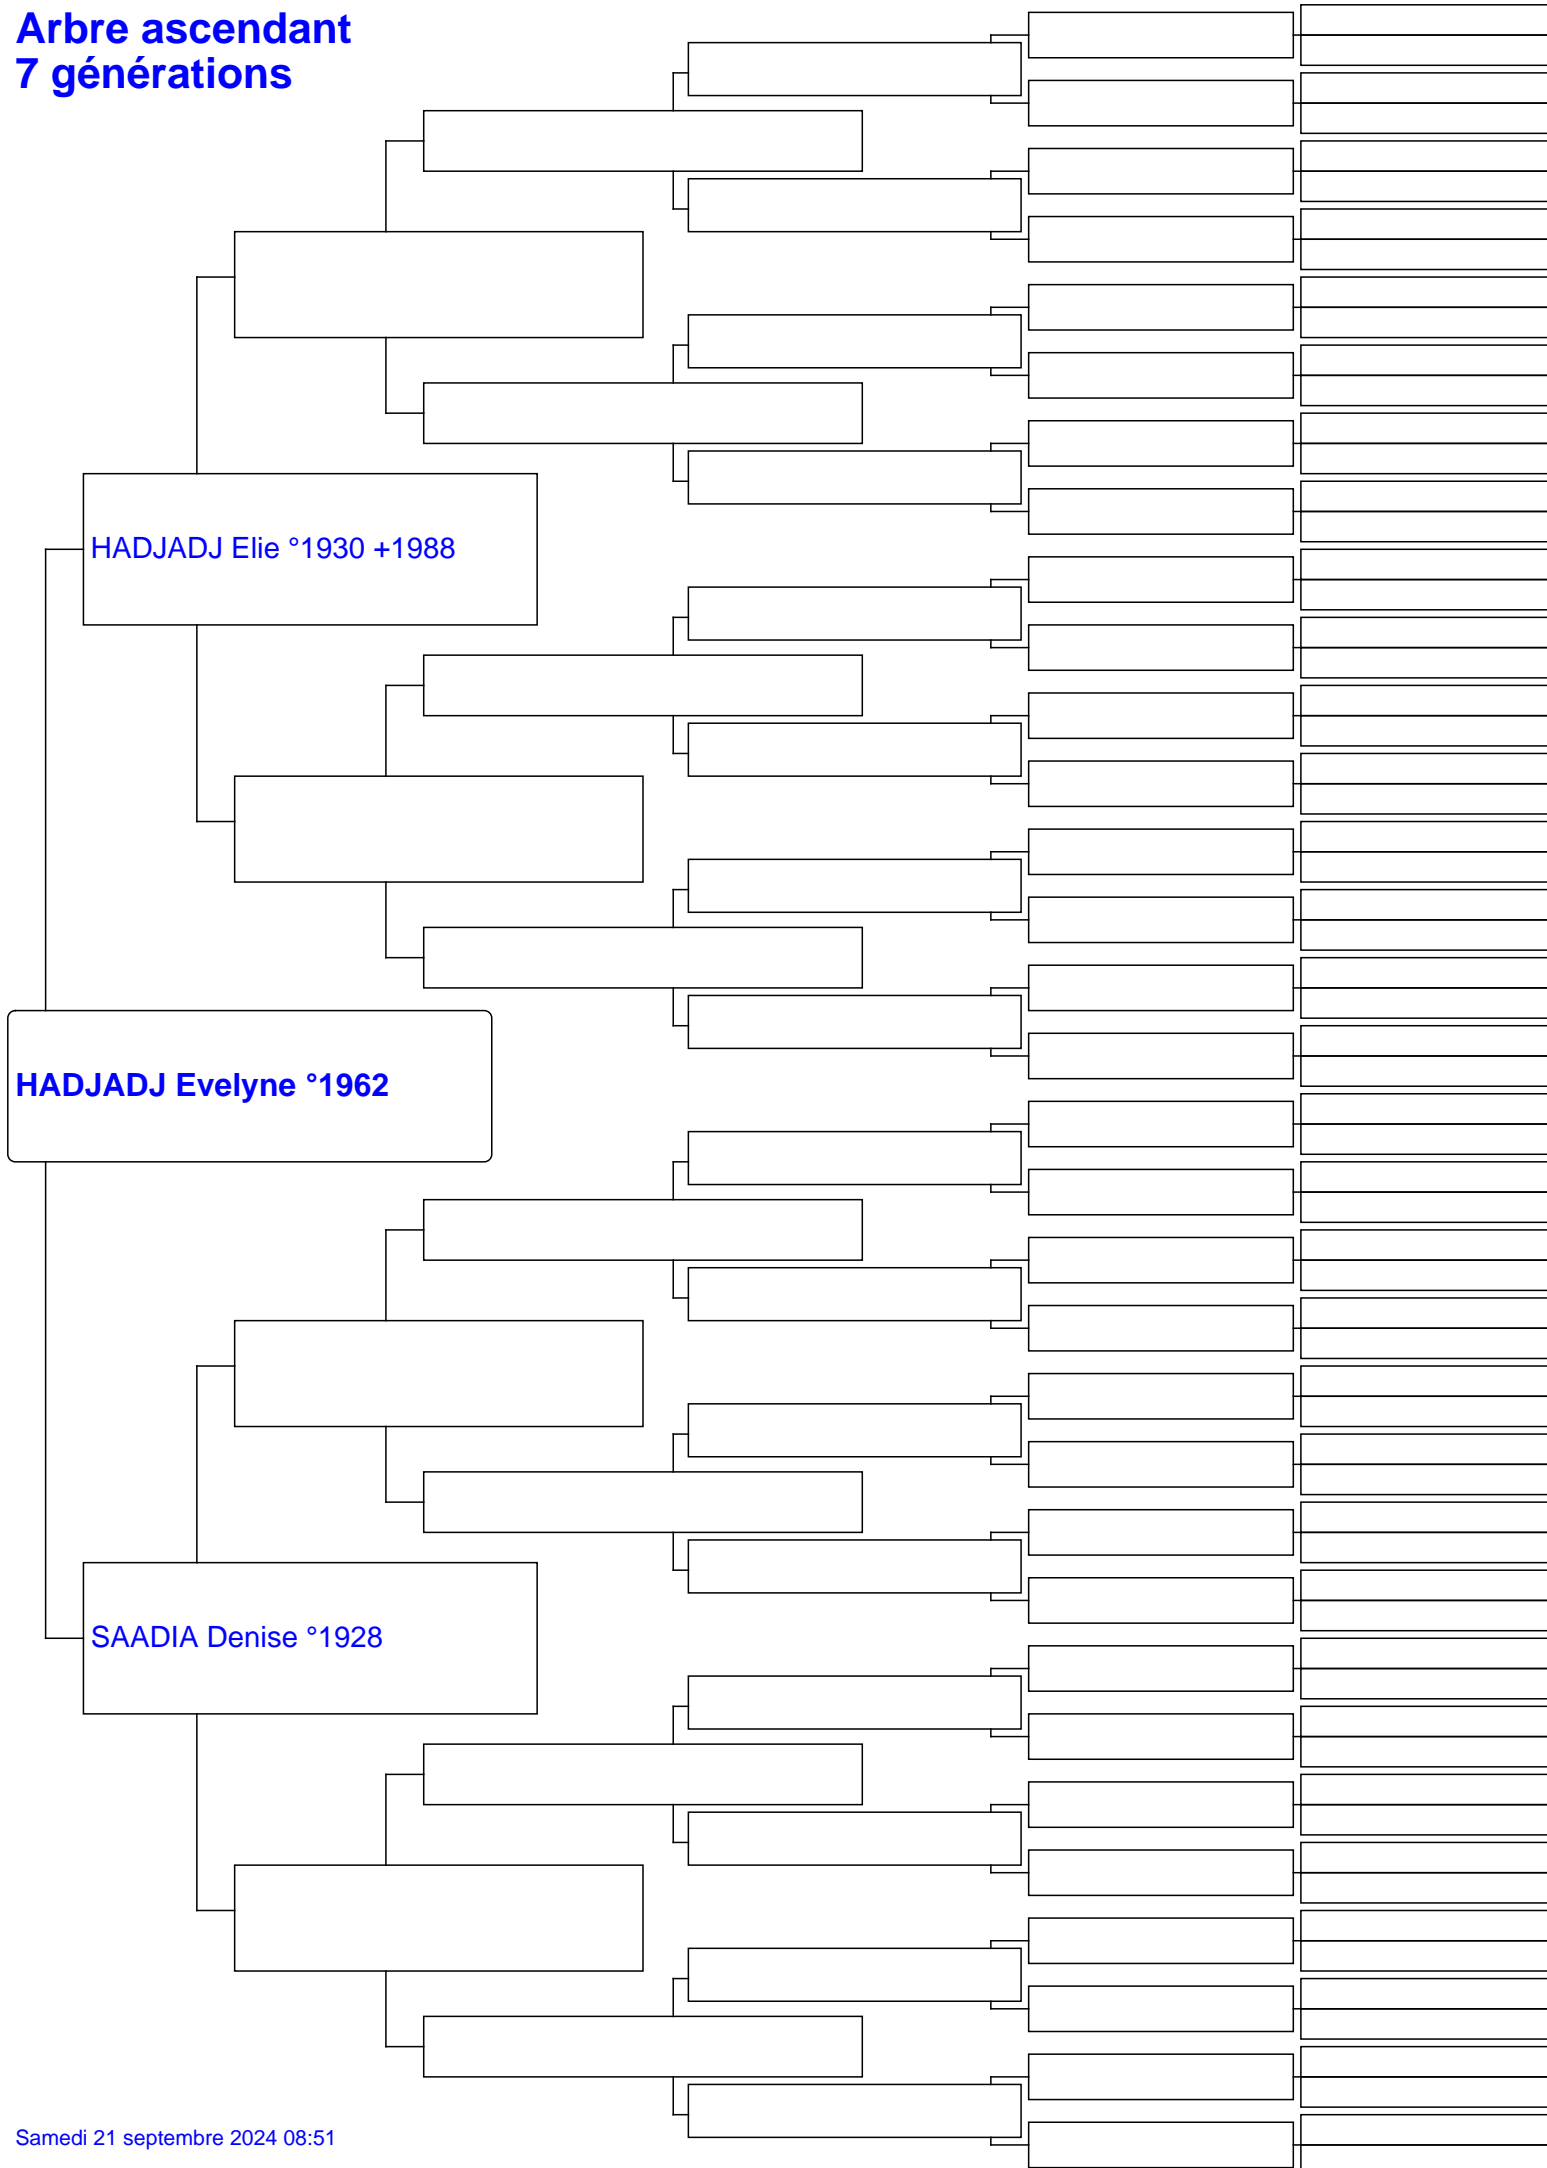 Arbre ascendant
7 générations
HADJADJ Elie °1930 +1988
HADJADJ Evelyne °1962
SAADIA Denise °1928
Samedi 21 septembre 2024 08:51